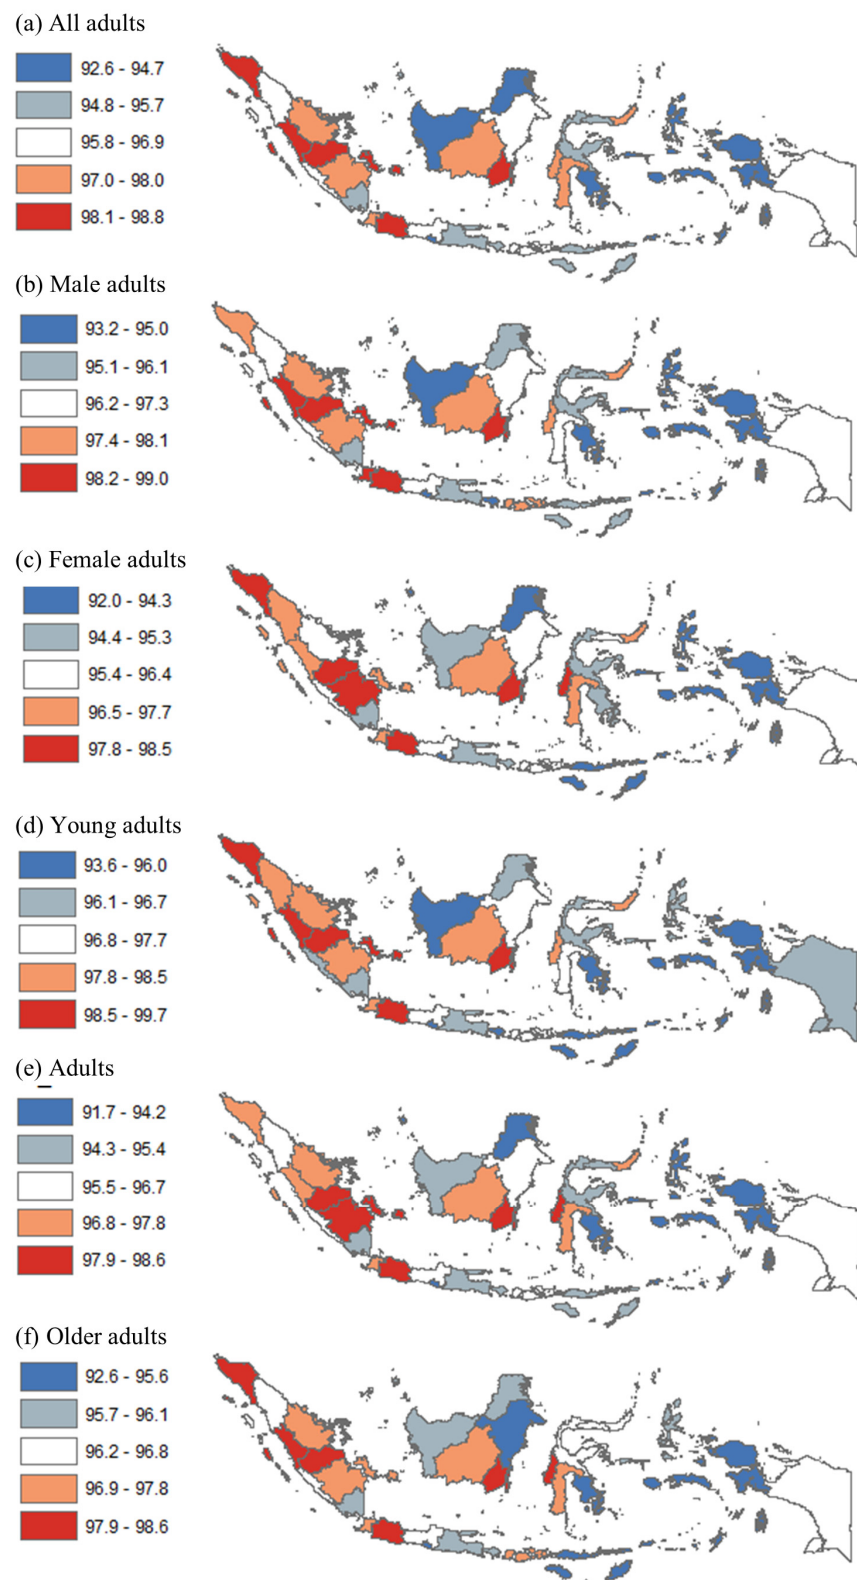 (a) All adults
92.6 - 94.7
94.8 - 95.7
95.8 - 96.9
97.0 - 98.0
98.1 - 98.8
(b) Male adults
93.2 - 95.0
95.1 - 96.1
96.2 - 97.3
97.4 - 98.1
98.2 - 99.0
(c) Female adults
92.0 - 94.3
94.4 - 95.3
95.4 - 96.4
96.5 - 97.7
97.8 - 98.5
(d) Young adults
93.6 - 96.0
96.1 - 96.7
96.8 - 97.7
97.8 - 98.5
98.5 - 99.7
(e) Adults
91.7 - 94.2
94.3 - 95.4
95.5 - 96.7
96.8 - 97.8
97.9 - 98.6
(f) Older adults
92.6 - 95.6
95.7 - 96.1
96.2 - 96.8
96.9 - 97.8
97.9 - 98.6